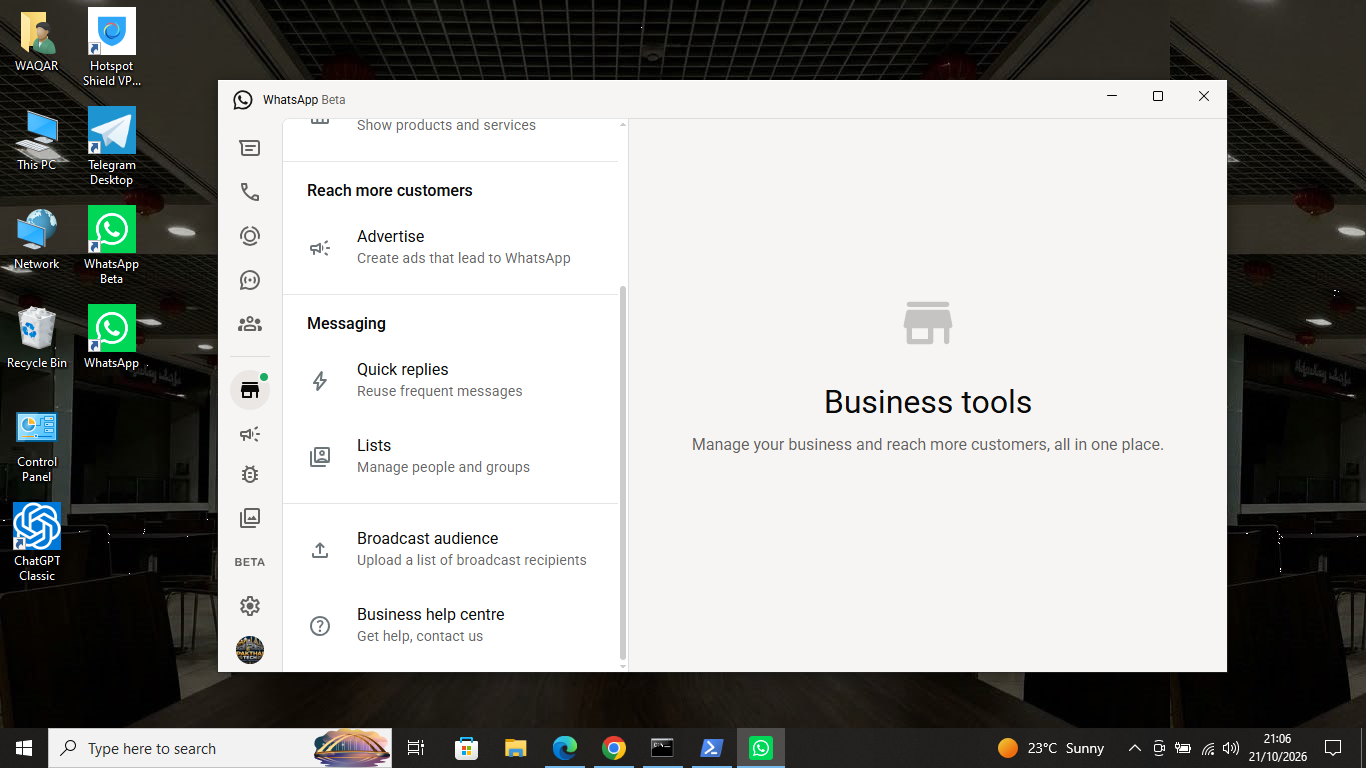 WAQAR
Hotspot
Shield VP...
This PC
Telegram
Desktop
Network
WhatsApp
Beta
Recycle Bin
WhatsApp
Control
Panel
ChatGPT
Classic
WhatsApp Beta
BETA
Show products and services
Reach more customers
Advertise
Create ads that lead to WhatsApp
Messaging
Quick replies
Reuse frequent messages
Lists
Manage people and groups
Broadcast audience
Upload a list of broadcast recipients
Business help centre
Get help, contact us
Business tools
Manage your business and reach more customers, all in one place.
Type here to search
23°C Sunny
21:06
21/10/2026